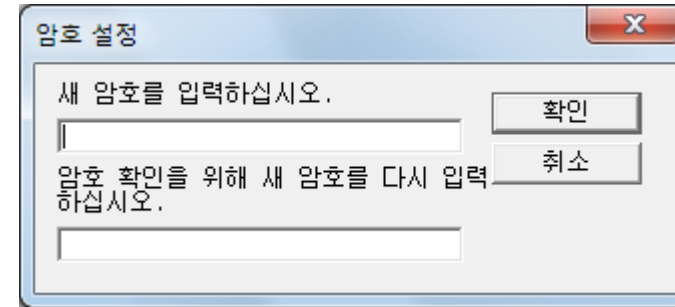 암호 설정
새 암호를 입력하십시오.
확인
암호 확인을 위해 새 암호를 다시 입력
하십시오.
취소